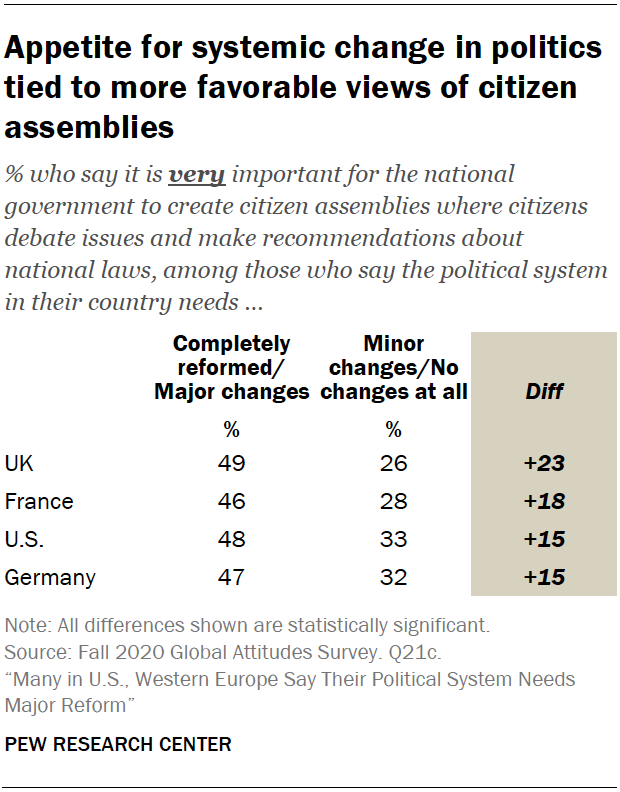 Appetite for systemic change in politics
tied to more favorable views of citizen
assemblies
% who say it is very important for the national
government to create citizen assemblies where citizens
debate issues and make recommendations about
national laws, among those who say the political system
in their country needs ...
Completely reformed/ Major changes
Minor changes/No changes at all
Diff
% %
UK 49 26 +23
France 46 28 +18
U.S. 48 33 +15
Germany 47 32 +15
Note: All differences shown are statistically significant.
Source: Fall 2020 Global Attitudes Survey. Q21c.
“Many in U.S., Western Europe Say Their Political System Needs
Major Reform”
PEW RESEARCH CENTER